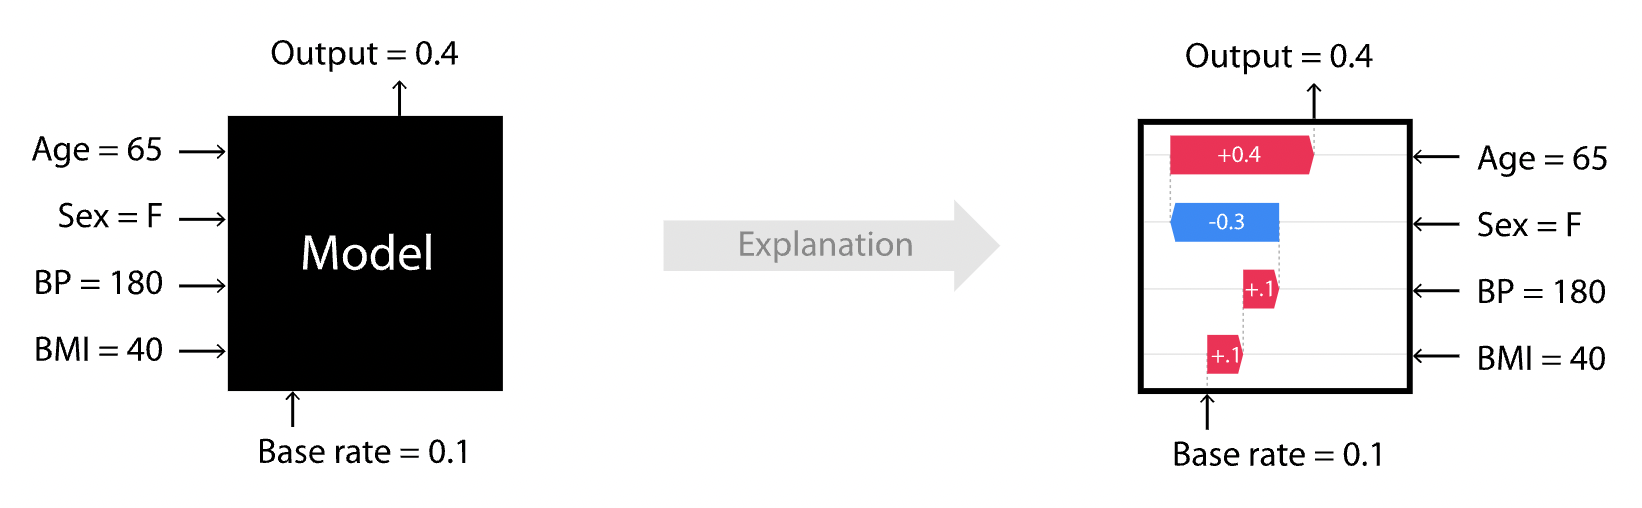 Output = 0.4
Age = 65
Sex = F
BP = 180
BMI = 40
Model
Base rate = 0.1
Explanation
Output = 0.4
+0.4
Age = 65
-0.3
Sex = F
+.1
BP = 180
+.1
BMI = 40
Base rate = 0.1